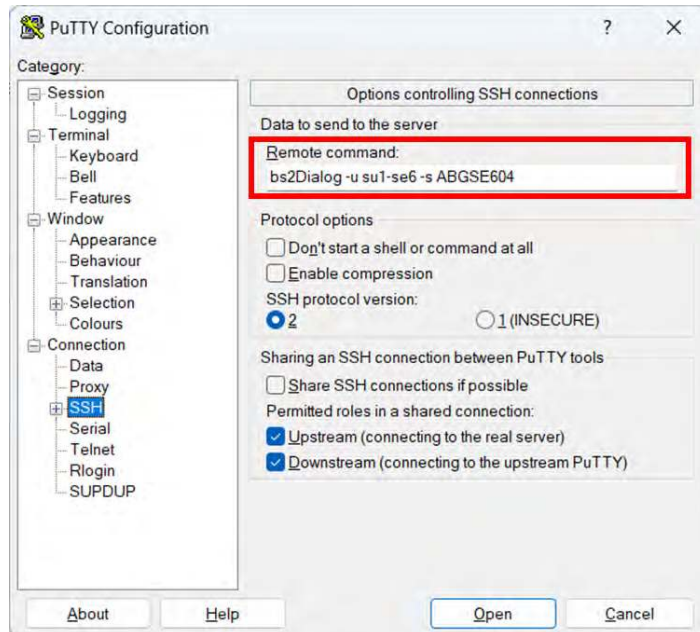 PuTTY Configuration
?
Category:
Session
Logging
Terminal
Keyboard
Bell
Features
Window
Appearance
Behaviour
Translation
Selection
Colours
Connection
Data
Proxy
SSH
Serial
Telnet
Rlogin
SUPDUP
Options controlling SSH connections
Data to send to the server
Remote command:
bs2Dialog -u su1-se6 -s ABGSE604
Protocol options
Don't start a shell or command at all
Enable compression
SSH protocol version:
2 1 (INSECURE)
Sharing an SSH connection between PuTTY tools
Share SSH connections if possible
Permitted roles in a shared connection:
Upstream (connecting to the real server)
Downstream (connecting to the upstream PuTTY)
About Help Open Cancel